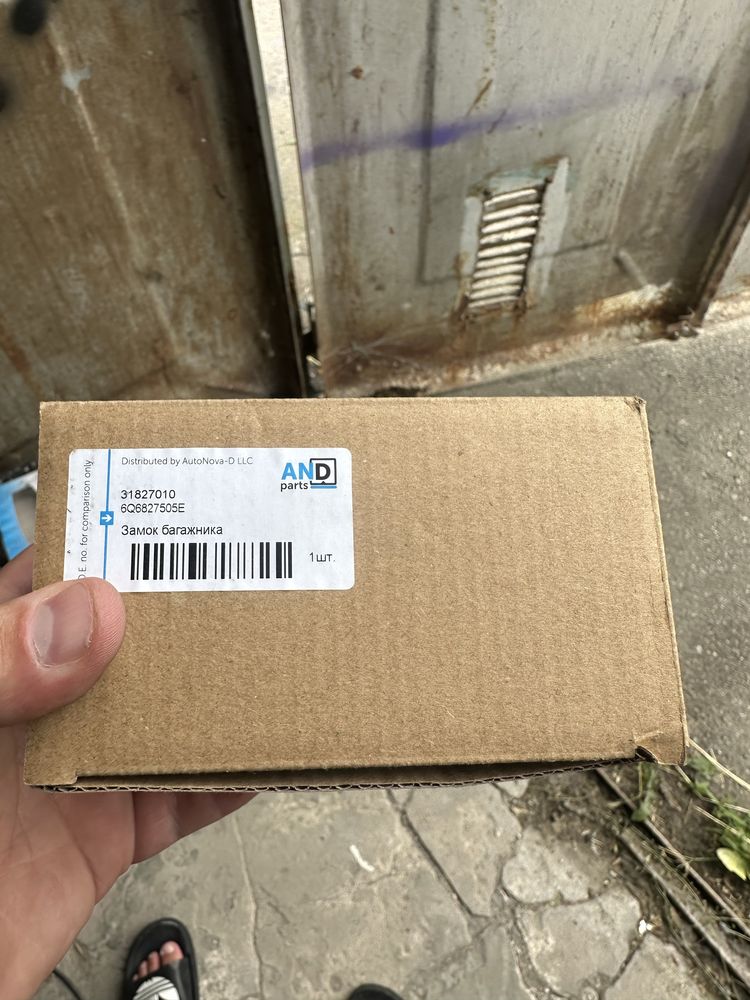 Distributed by AutoNova-D LLC
AND
parts
31827010
6Q6827505E
Замок багажника
1шт.
E. no. for comparison only